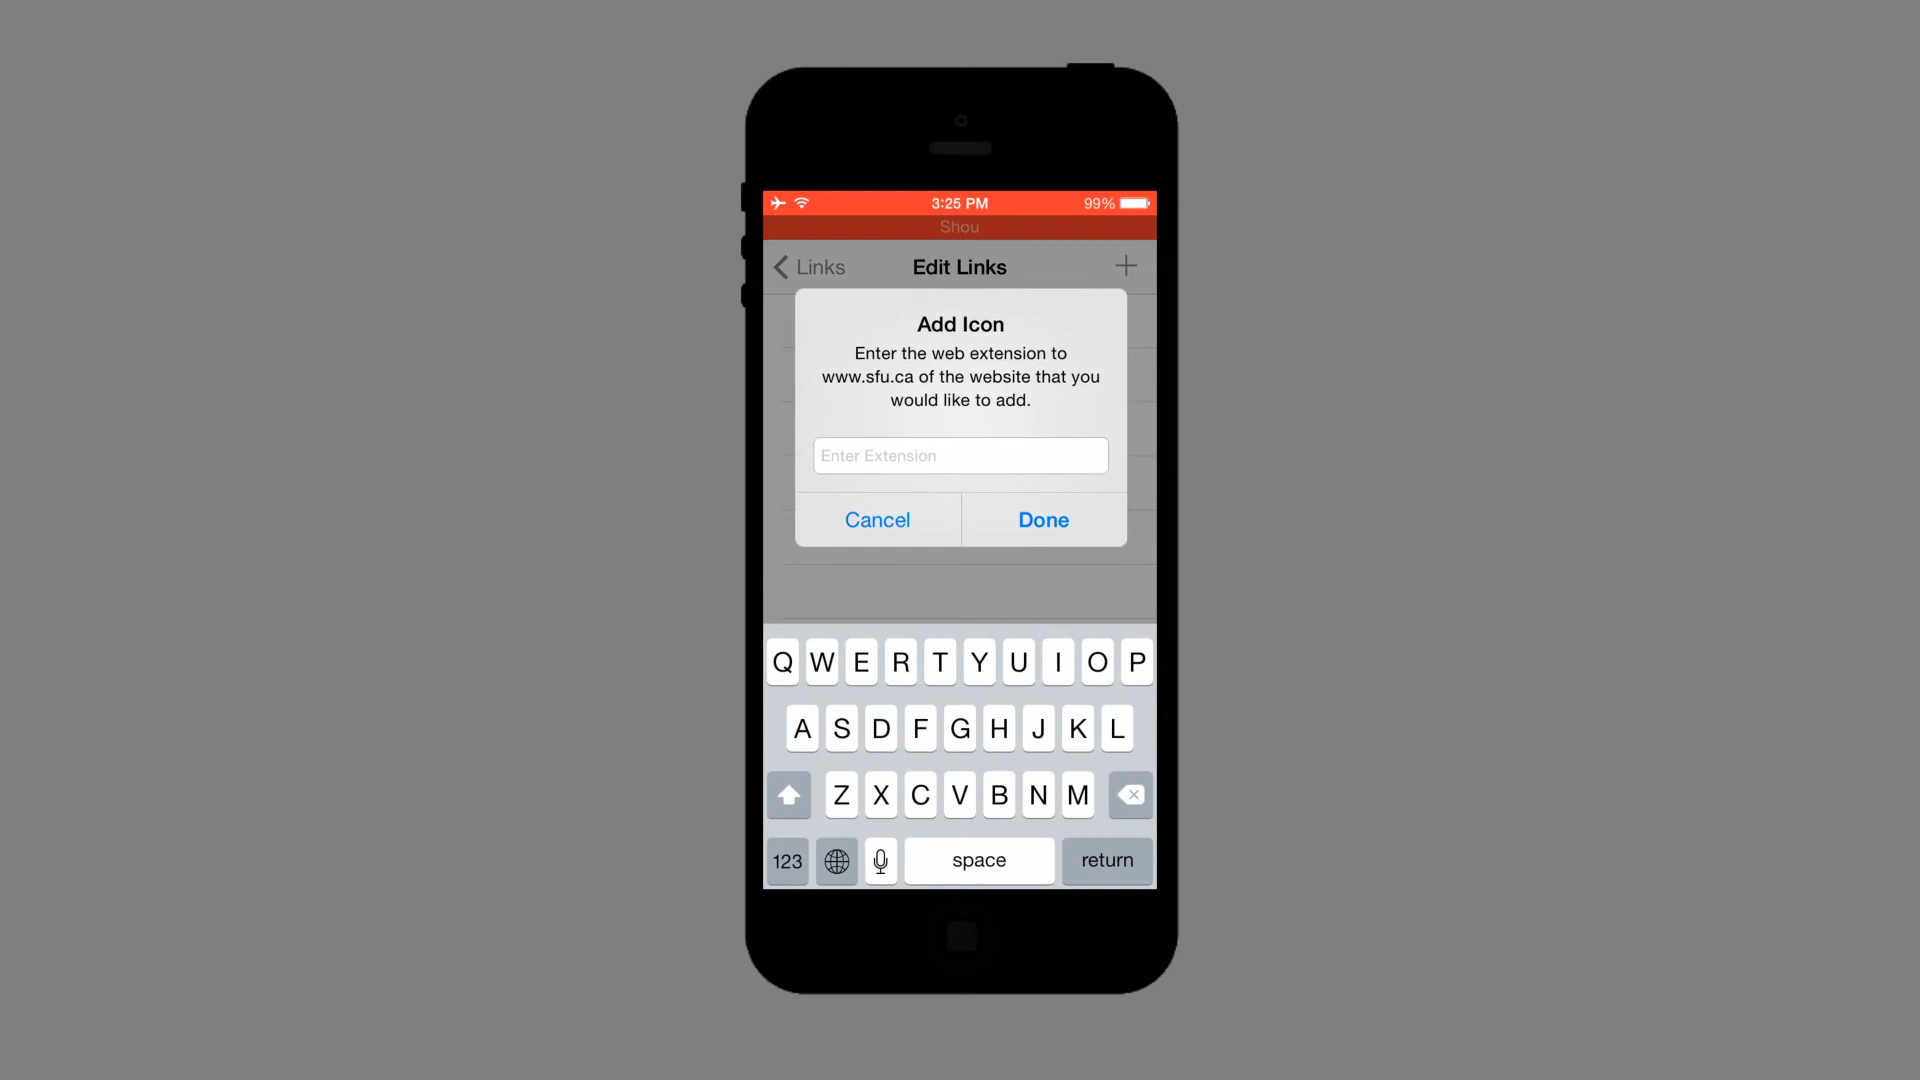 3:25 PM 99%
Shou
Links Edit Links
Add Icon
Enter the web extension to
www.sfu.ca of the website that you
would like to add.
Enter Extension
Cancel Done
Q W E R T Y U I O P
A S D F G H J K L
Z X C V B N M
123 space return